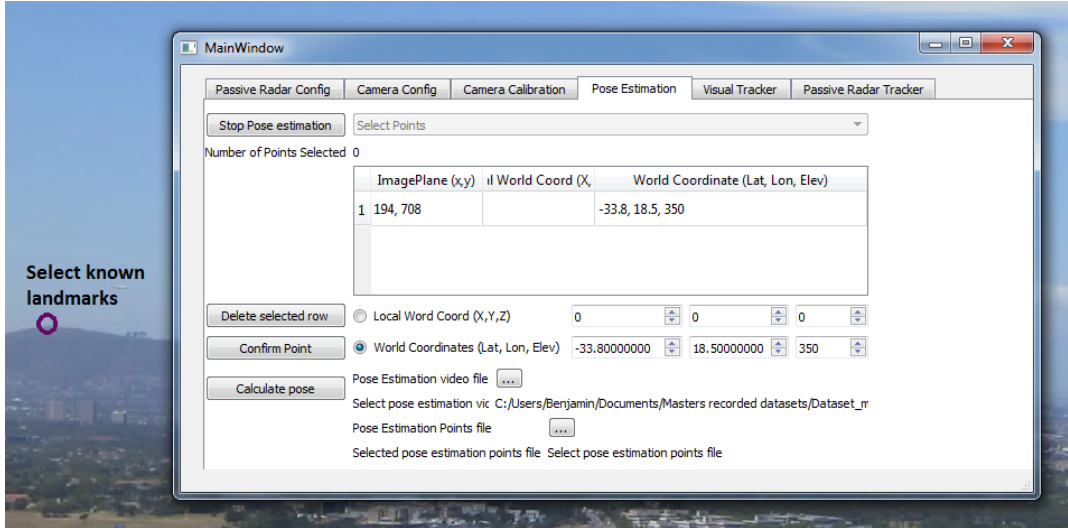 MainWindow
Passive Radar Config Camera Config Camera Calibration Pose Estimation Visual Tracker Passive Radar Tracker
Stop Pose estimation Select Points
Number of Points Selected 0
ImagePlane (x,y) ıl World Coord (X, World Coordinate (Lat, Lon, Elev)
1 194, 708 -33.8, 18.5, 350
Select known
landmarks
Delete selected row Local Word Coord (X,Y,Z) 0 0 0
Confirm Point World Coordinates (Lat, Lon, Elev) -33.80000000 18.50000000 350
Calculate pose
Pose Estimation video file ...
Select pose estimation vic C:/Users/Benjamin/Documents/Masters recorded datasets/Dataset_m
Pose Estimation Points file ...
Selected pose estimation points file Select pose estimation points file